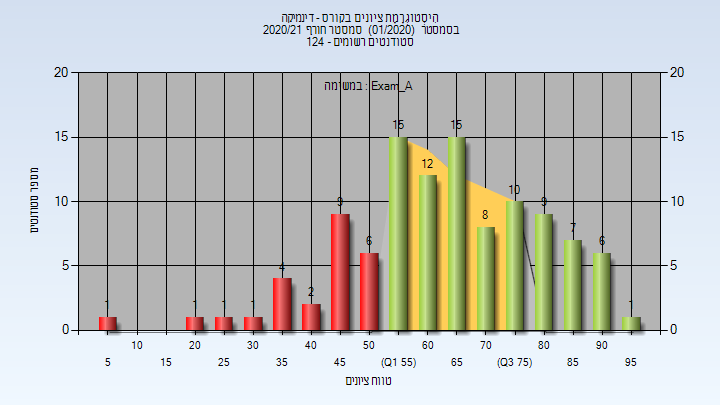 היסטוגרמת ציונים בקורס - דינמיקה
בסמסטר (01/2020) סמסטר חורף 2020/21
סטודנטים רשומים - 124
במשימה : Exam_A
20 20
15 15
10 10
5 5
0 0
מספר סטודנטים
1 1 1 1 4 2 9 6 15 12 15 8 10 9 7 6 1
10 20 30 40 50 60 70 80 90
5 15 25 35 45 (Q1 55) 65 (Q3 75) 85 95
טווח ציונים